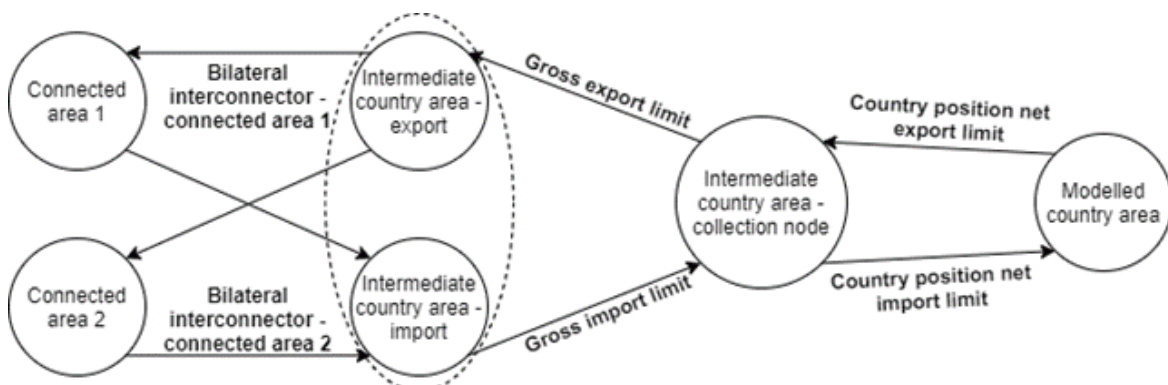 Connected
area 1
Bilateral
interconnector -
connected area 1
Intermediate
country area -
export
Gross export limit
Country position net
export limit
Intermediate
country area -
collection node
Modelled
country area
Connected
area 2
Bilateral
interconnector -
connected area 2
Intermediate
country area -
import
Gross import limit
Country position net
import limit